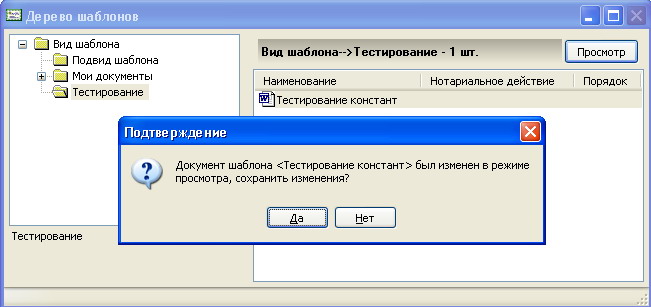 Дерево шаблонов
Вид шаблона
Подвид шаблона
Мои документы
Тестирование
Вид шаблона-->Тестирование - 1 шт.
Просмотр
Наименование Нотариальное действие Порядок
Тестирование констант
Подтверждение
Документ шаблона <Тестирование констант> был изменен в режиме
просмотра, сохранить изменения?
Да Нет
Тестирование